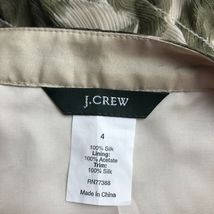 J.CREW
4
100% Silk
Lining:
100% Acetate
Trim:
100% Silk
RN77388
Made in China